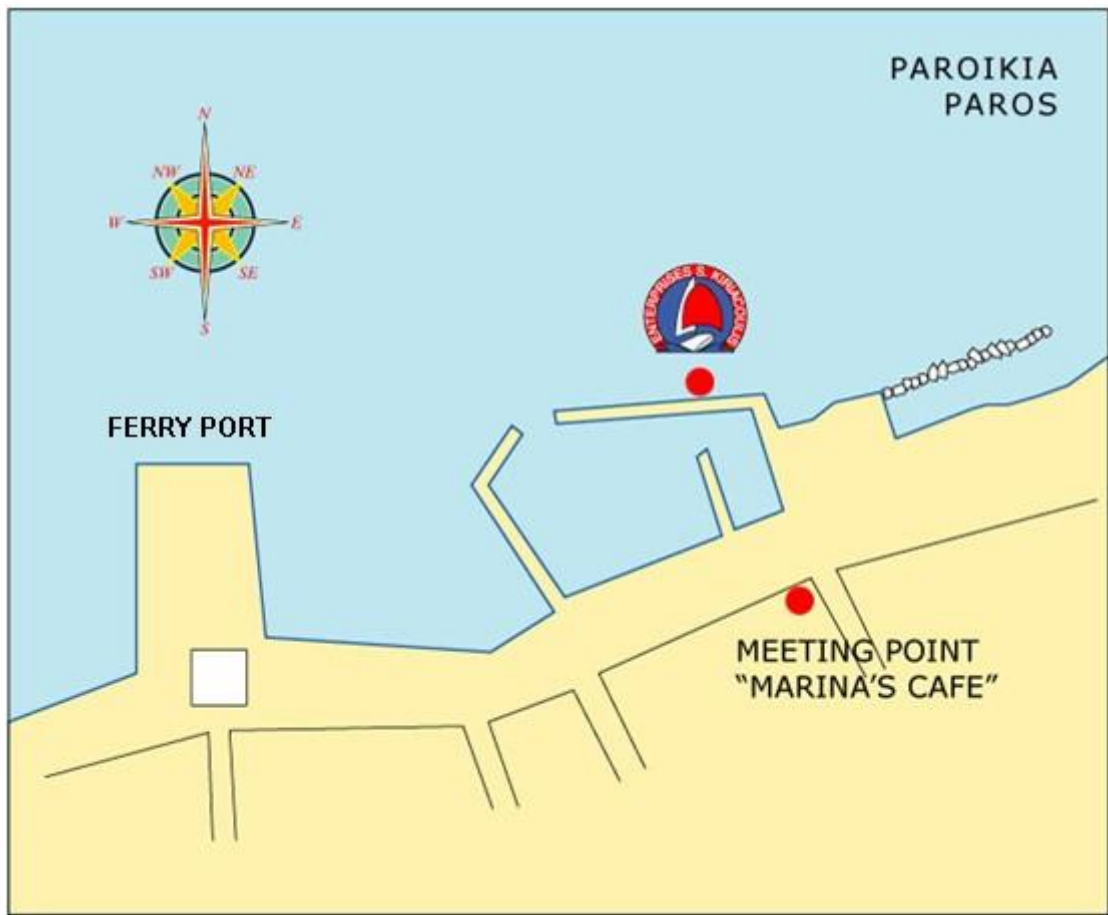 PAROIKIA
PAROS
N
NW NE
W E
SW SE
S
ENTERPRISES S. KIRIACOULIS
FERRY PORT
MEETING POINT
“MARINA'S CAFE”